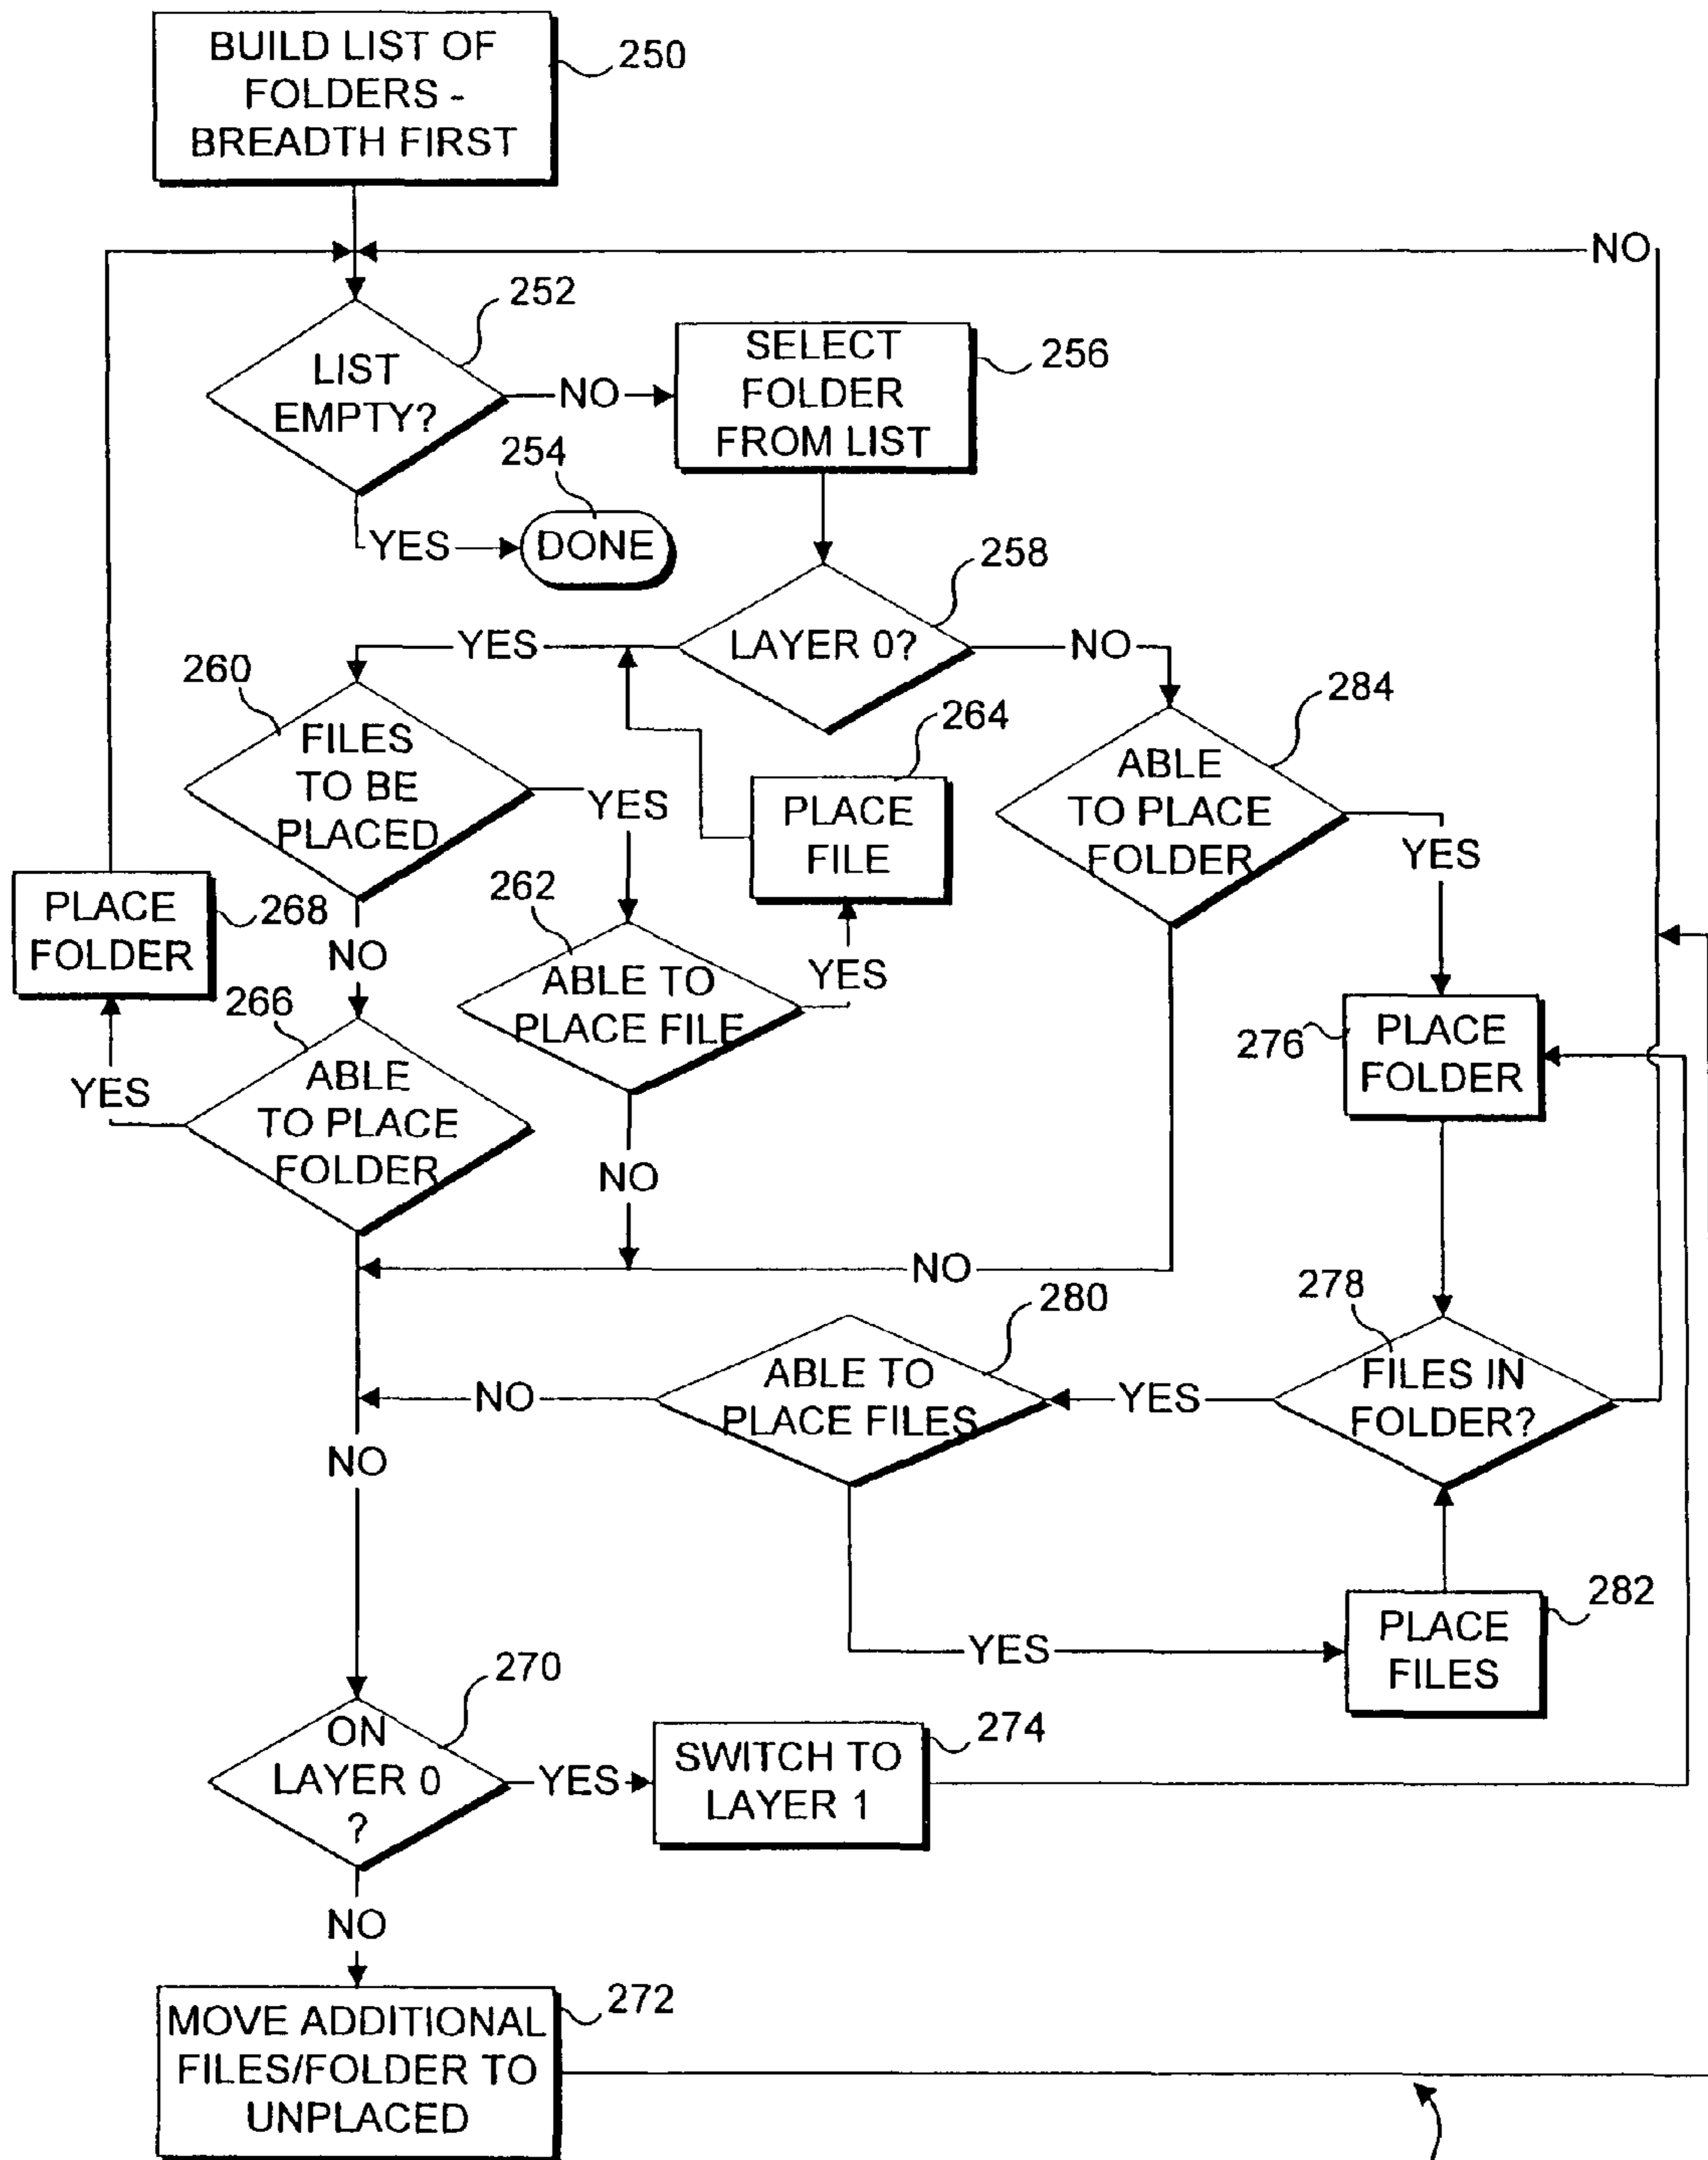 BUILD LIST OF
FOLDERS -
BREADTH FIRST
250
NO
252
LIST
EMPTY?
NO
SELECT
FOLDER
FROM LIST
256
254
YES
DONE
258
LAYER 0?
YES
NO
260
FILES
TO BE
PLACED
YES
264
PLACE
FILE
284
ABLE
TO PLACE
FOLDER
YES
PLACE
FOLDER
268
NO
262
ABLE TO
PLACE FILE
YES
266
ABLE
TO PLACE
FOLDER
YES
NO
276
PLACE
FOLDER
NO
280
ABLE TO
PLACE FILES
NO
YES
278
FILES IN
FOLDER?
NO
YES
PLACE
FILES
282
270
ON
LAYER 0
?
YES
SWITCH TO
LAYER 1
274
NO
MOVE ADDITIONAL
FILES/FOLDER TO
UNPLACED
272